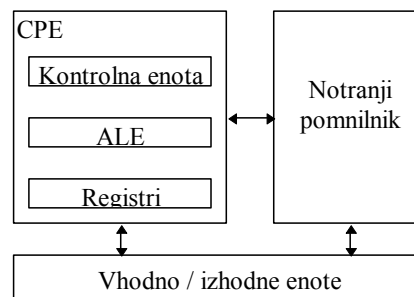 CPE
Kontrolna enota
ALE
Registri
Notranji
pomnilnik
Vhodno / izhodne enote